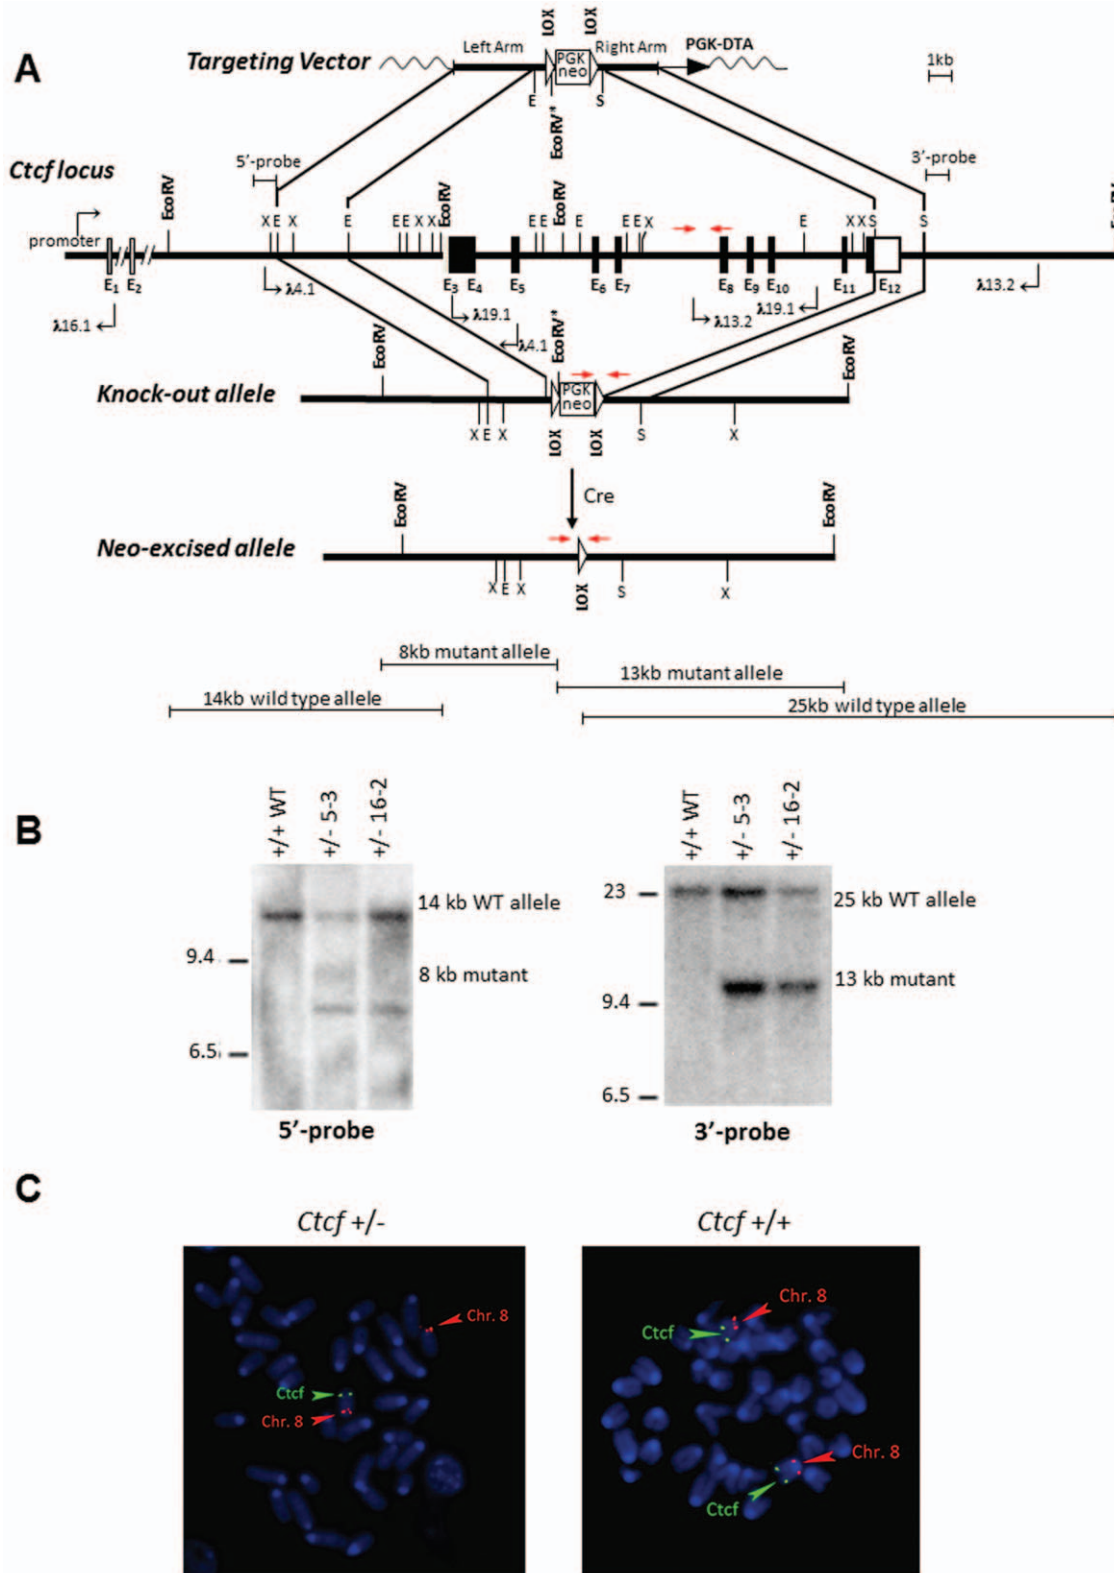 A
Targeting Vector
Left Arm
LOX
PGK
neo
LOX
Right Arm
PGK-DTA
1kb
E
EcoRV*
S
Ctcf locus
5'-probe
3'-probe
EcoRV
X E X
E
E E X X
EcoRV
E E
EcoRV
E
E E X
E
X X S
S
EcoRV
promoter
E1
E2
E3
E4
E5
E6
E7
E8
E9
E10
E11
E12
λ16.1
λ4.1
λ19.1
λ4.1
λ13.2
λ19.1
λ13.2
Knock-out allele
EcoRV
EcoRV*
PGK
neo
EcoRV
X E X
LOX
LOX
S
X
Cre
Neo-excised allele
EcoRV
EcoRV
X E X
LOX
S
X
8kb mutant allele
13kb mutant allele
14kb wild type allele
25kb wild type allele
B
+/+ WT
+/- 5-3
+/- 16-2
14 kb WT allele
9.4
8 kb mutant
6.5
5'-probe
+/+ WT
+/- 5-3
+/- 16-2
23
25 kb WT allele
13 kb mutant
9.4
6.5
3'-probe
C
Ctcf +/-
Chr. 8
Ctcf
Chr. 8
Ctcf +/+
Chr. 8
Ctcf
Chr. 8
Ctcf